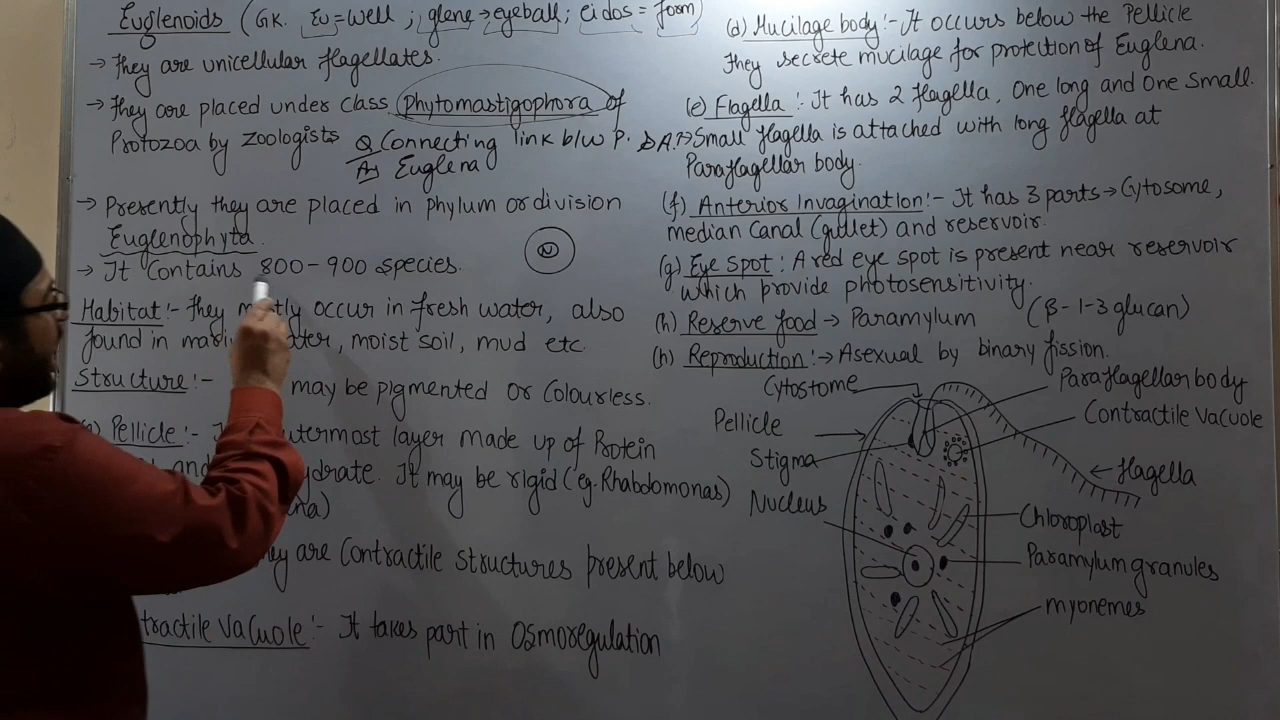 Euglenoids (GK. Eu=well ; glene→eyeball; eidos = form)
→ They are unicellular flagellates.
→ They are placed under class phytomastigophora of
Protozoa by zoologists Q Connecting link b/w P. & A.?
Euglena
→ Presently they are placed in phylum or division
Euglenophyta.
→ It Contains 800-900 species.
N
Habitat :- They mostly occur in fresh water, also
found in water, moist soil, mud etc.
Structure :- may be pigmented or Colourless.
Pellicle :- outermost layer made up of Protein
and It may be rigid (eg. Rhabdomonas)
They are Contractile structures present below
Vacuole :- It takes part in Osmoregulation
(d) Mucilage body :- It occurs below the Pellicle
They secrete mucilage for protection of Euglena.
(e) Flagella :- It has 2 flagella, One long and One Small.
→ Small flagella is attached with long flagella at
Paraflagellar body.
(f) Anterior Invagination :- It has 3 parts → Cytosome,
median Canal (gullet) and reservoir.
(g) Eye Spot : A red eye spot is present near reservoir
which provide photosensitivity.
(h) Reserve food → Paramylum (β-1-3 glucan)
(h) Reproduction :→ Asexual by binary fission.
Cytostome
Paraflagellar body
Pellicle
Contractile Vacuole
Stigma
Flagella
Nucleus
Chloroplast
Paramylum granules
myonemes